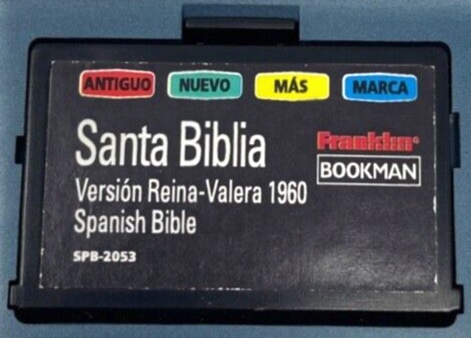 ANTIGUO NUEVO MÁS MARCA
Santa Biblia
Franklin®
BOOKMAN
Versión Reina-Valera 1960
Spanish Bible
SPB-2053